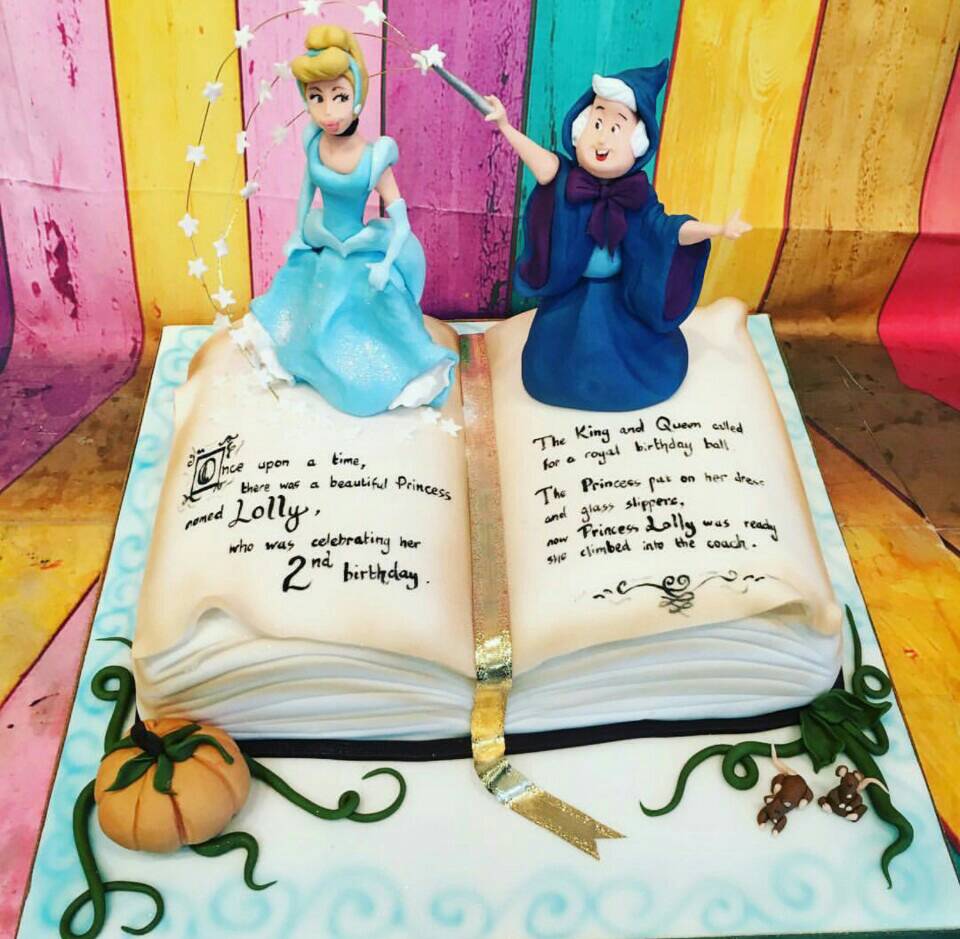 Once upon a time,
there was a beautiful Princess
named Lolly,
who was celebrating her
2nd birthday.
The King and Queen called
for a royal birthday ball.
The Princess put on her dress
and glass slippers.
now Princess Lolly was ready
she climbed into the coach.